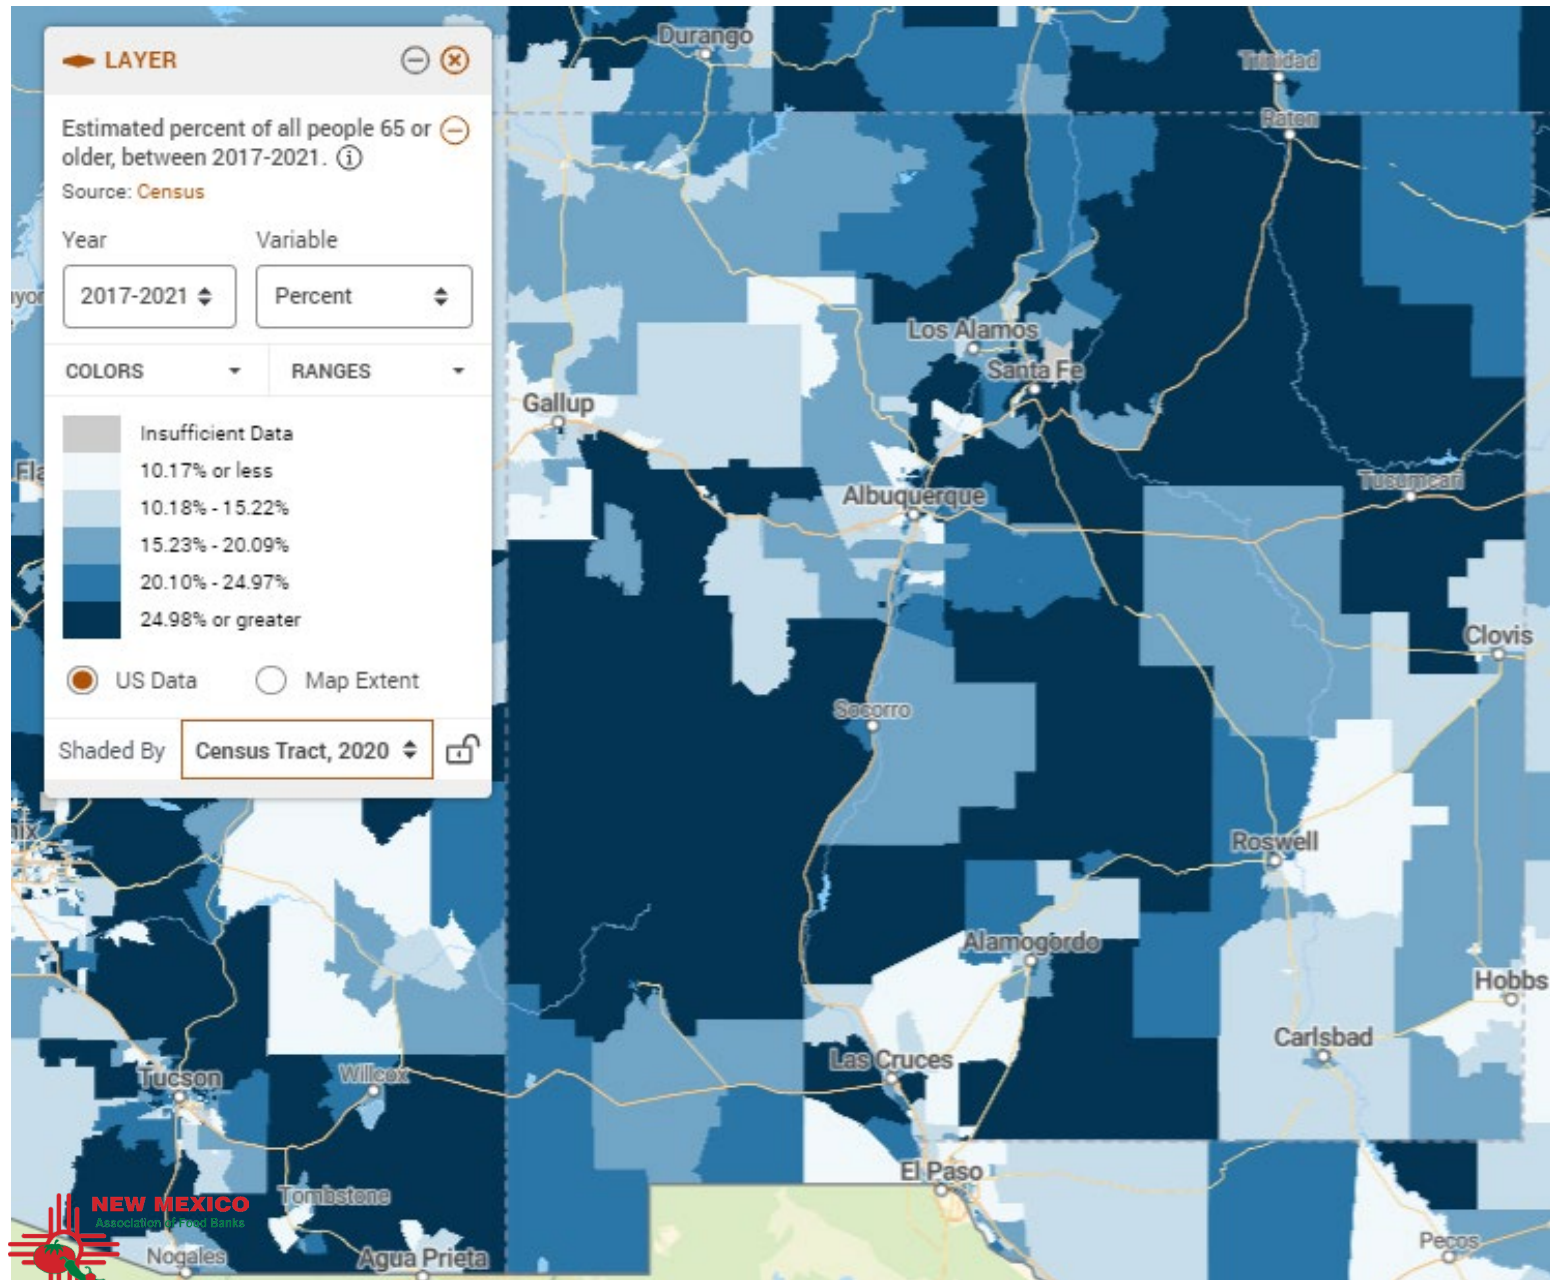 LAYER
Estimated percent of all people 65 or
older, between 2017-2021.
Source: Census
Year Variable
2017-2021 Percent
COLORS RANGES
Insufficient Data
10.17% or less
10.18% - 15.22%
15.23% - 20.09%
20.10% - 24.97%
24.98% or greater
US Data Map Extent
Shaded By Census Tract, 2020
Durango
Trinidad
Raton
Los Alamos
Santa Fe
Gallup
Fla
Tucumcari
Albuquerque
Clovis
Socorro
Roswell
Alamogordo
Hobbs
Carlsbad
Las Cruces
Tucson
Willcox
El Paso
Tombstone
NEW MEXICO
Association of Food Banks
Nogales
Agua Prieta
Pecos